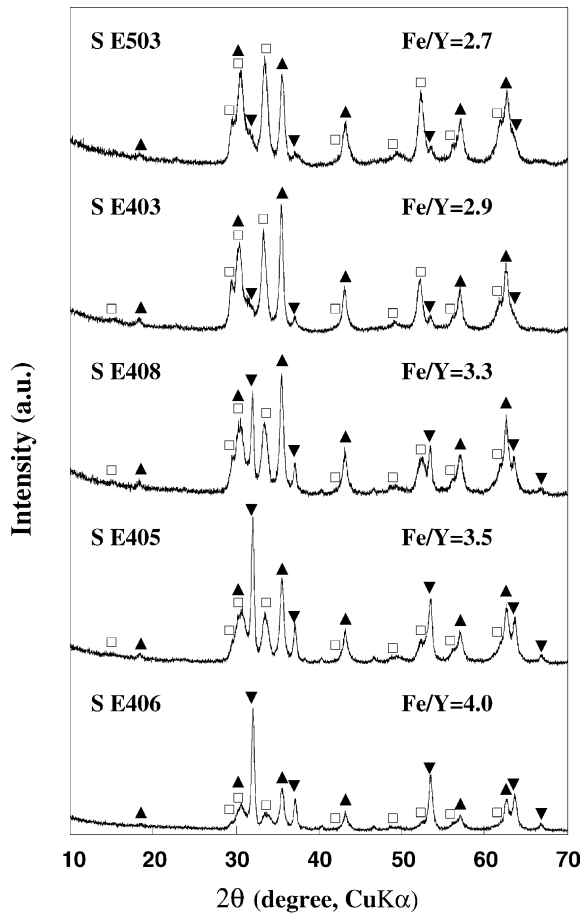 S E503 Fe/Y=2.7
S E403 Fe/Y=2.9
S E408 Fe/Y=3.3
S E405 Fe/Y=3.5
S E406 Fe/Y=4.0
Intensity (a.u.)
10 20 30 40 50 60 70
2θ (degree, CuKα)